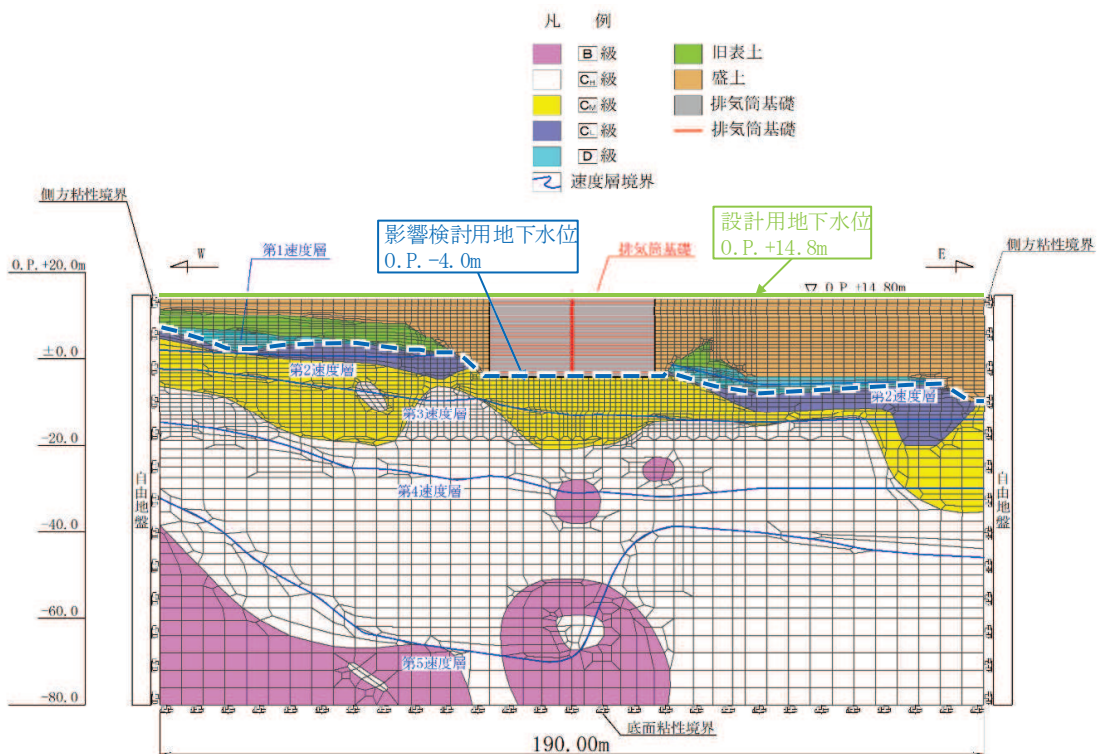 凡 例
B 級
CH 級
CM 級
CL 級
D 級
速度層境界
旧表土
盛土
排気筒基礎
排気筒基礎
側方粘性境界
影響検討用地下水位
O.P. -4.0m
設計用地下水位
O.P. +14.8m
側方粘性境界
W
第1速度層
排気筒基礎
E
O.P.+20.0m
▽ O.P.+14.80m
±0.0
第2速度層
第2速度層
第3速度層
-20.0
第4速度層
自由地盤
自由地盤
-40.0
-60.0
第5速度層
-80.0
底面粘性境界
190.00m